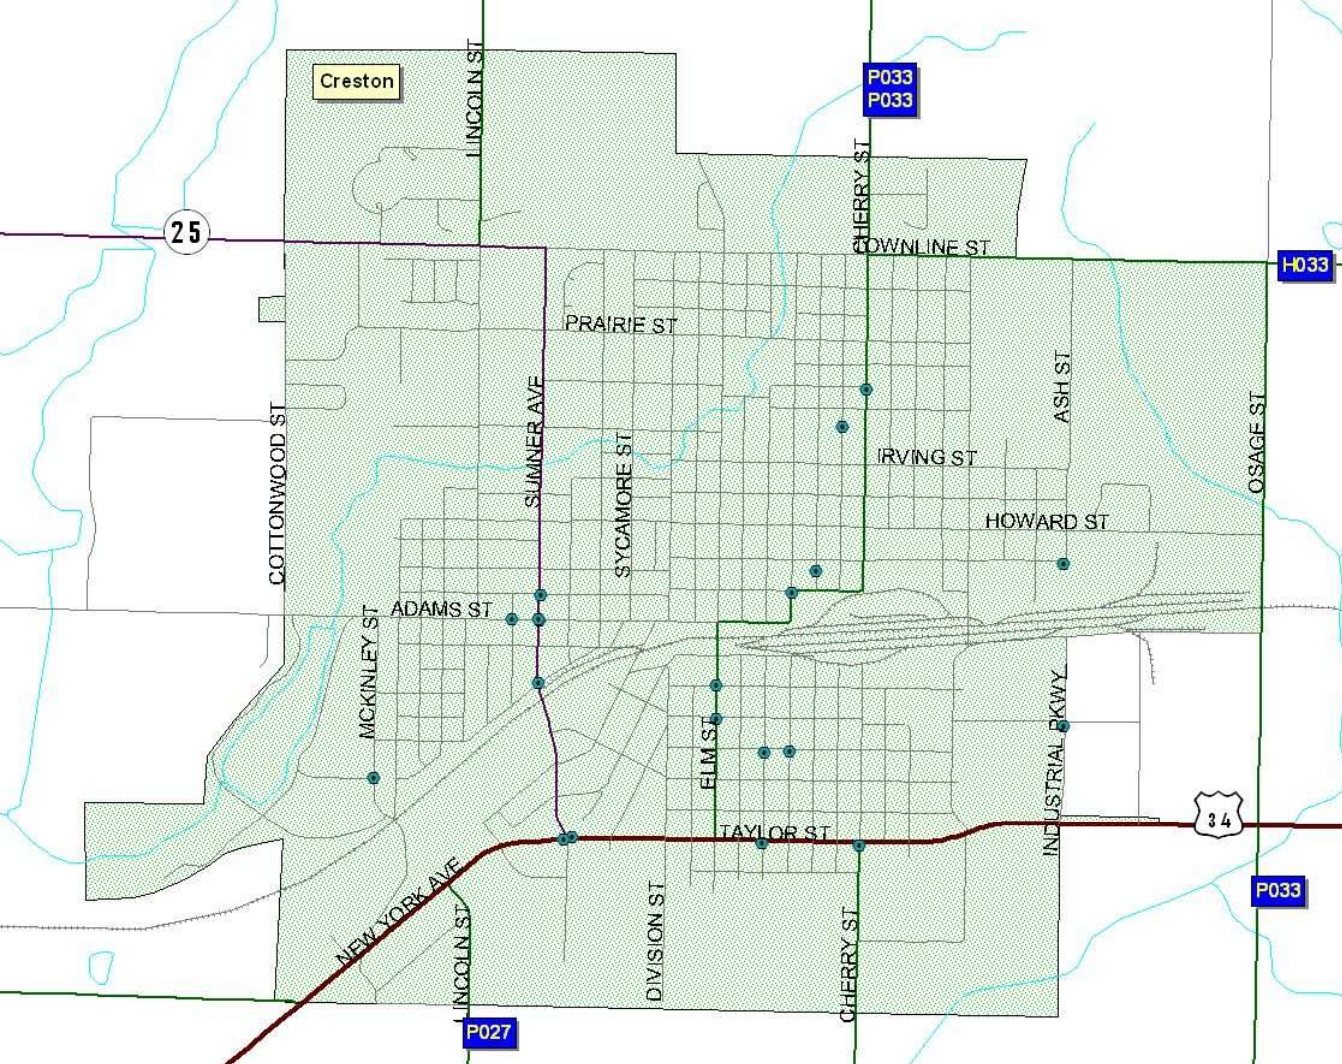 Creston
LINCOLN ST
P033
P033
CHERRY ST
25
TOWNLINE ST
H033
PRAIRIE ST
ASH ST
SUMNER AVE
COTTONWOOD ST
SYCAMORE ST
IRVING ST
OSAGE ST
HOWARD ST
ADAMS ST
MCKINLEY ST
ELM ST
INDUSTRIAL PKWY
34
TAYLOR ST
NEW YORK AVE
P033
LINCOLN ST
DIVISION ST
CHERRY ST
P027